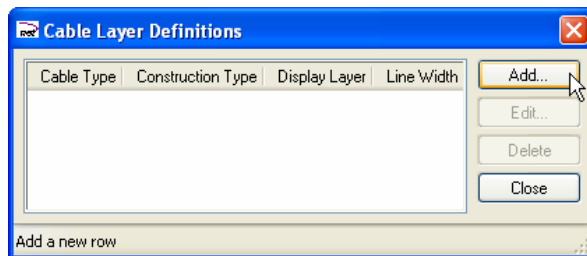 Cable Layer Definitions
Cable Type Construction Type Display Layer Line Width
Add...
Edit...
Delete
Close
Add a new row